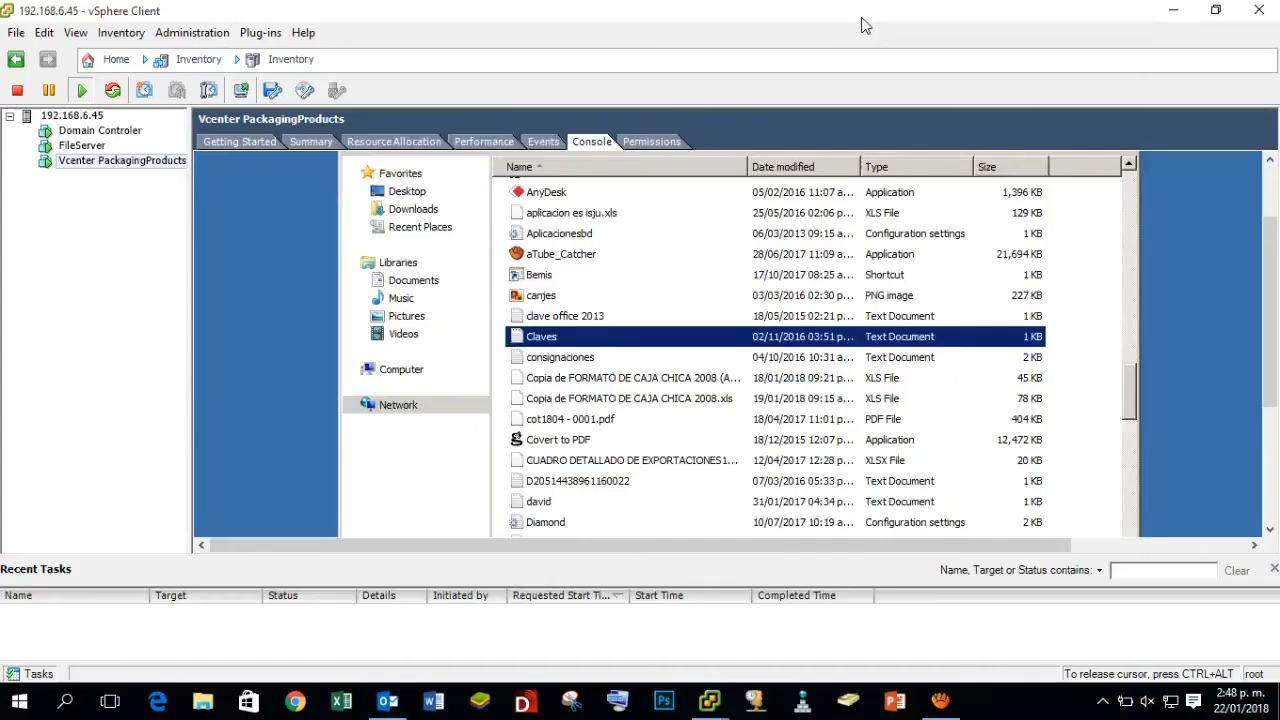 192.168.6.45 - vSphere Client
File Edit View Inventory Administration Plug-ins Help
Home Inventory Inventory
192.168.6.45
Domain Controler
FileServer
Vcenter PackagingProducts
Vcenter PackagingProducts
Getting Started Summary Resource Allocation Performance Events Console Permissions
Favorites
Desktop
Downloads
Recent Places
Libraries
Documents
Music
Pictures
Videos
Computer
Network
Name Date modified Type Size
AnyDesk 05/02/2016 11:07 a... Application 1,396 KB
aplicacion es isju.xls 25/05/2016 02:06 p... XLS File 129 KB
Aplicacionesbd 06/03/2013 09:15 a... Configuration settings 1 KB
aTube_Catcher 28/06/2017 11:09 a... Application 21,694 KB
Bemis 17/10/2017 08:25 a... Shortcut 1 KB
canjes 03/03/2016 02:30 p... PNG image 227 KB
clave office 2013 18/05/2015 02:21 p... Text Document 1 KB
Claves 02/11/2016 03:51 p... Text Document 1 KB
consignaciones 04/10/2016 10:31 a... Text Document 2 KB
Copia de FORMATO DE CAJA CHICA 2008 (A... 18/01/2018 09:21 p... XLS File 45 KB
Copia de FORMATO DE CAJA CHICA 2008.xls 19/01/2018 09:15 a... XLS File 78 KB
cot1804 - 0001.pdf 18/04/2017 11:01 p... PDF File 404 KB
Covert to PDF 18/12/2015 12:07 p... Application 12,472 KB
CUADRO DETALLADO DE EXPORTACIONES1... 12/04/2017 12:28 p... XLSX File 20 KB
D20514438961160022 07/03/2016 05:33 p... Text Document 1 KB
david 31/01/2017 04:34 p... Text Document 1 KB
Diamond 10/07/2017 10:19 a... Configuration settings 2 KB
Recent Tasks
Name, Target or Status contains: Clear
Name Target Status Details Initiated by Requested Start Ti... Start Time Completed Time
Tasks
To release cursor, press CTRL+ALT root
2:48 p. m.
22/01/2018